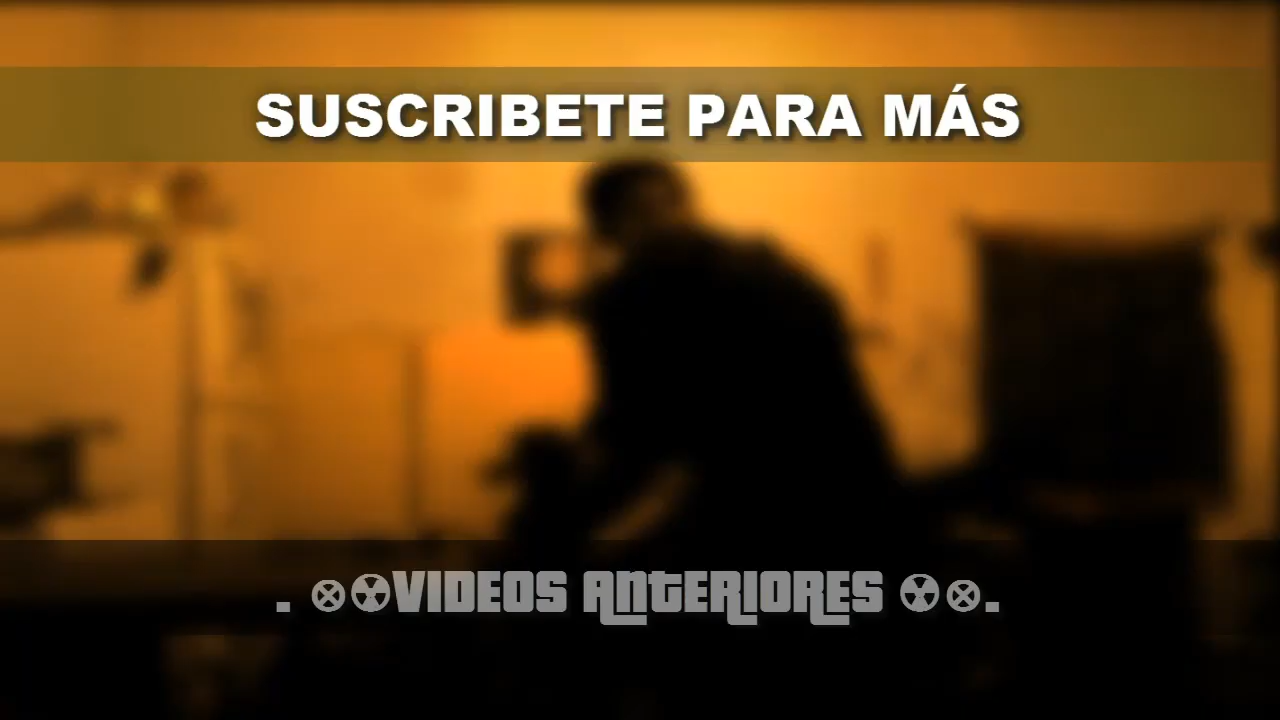 SUSCRIBETE PARA MÁS
. ⊗☢VIDEOS ANTERIORES ☢⊗.